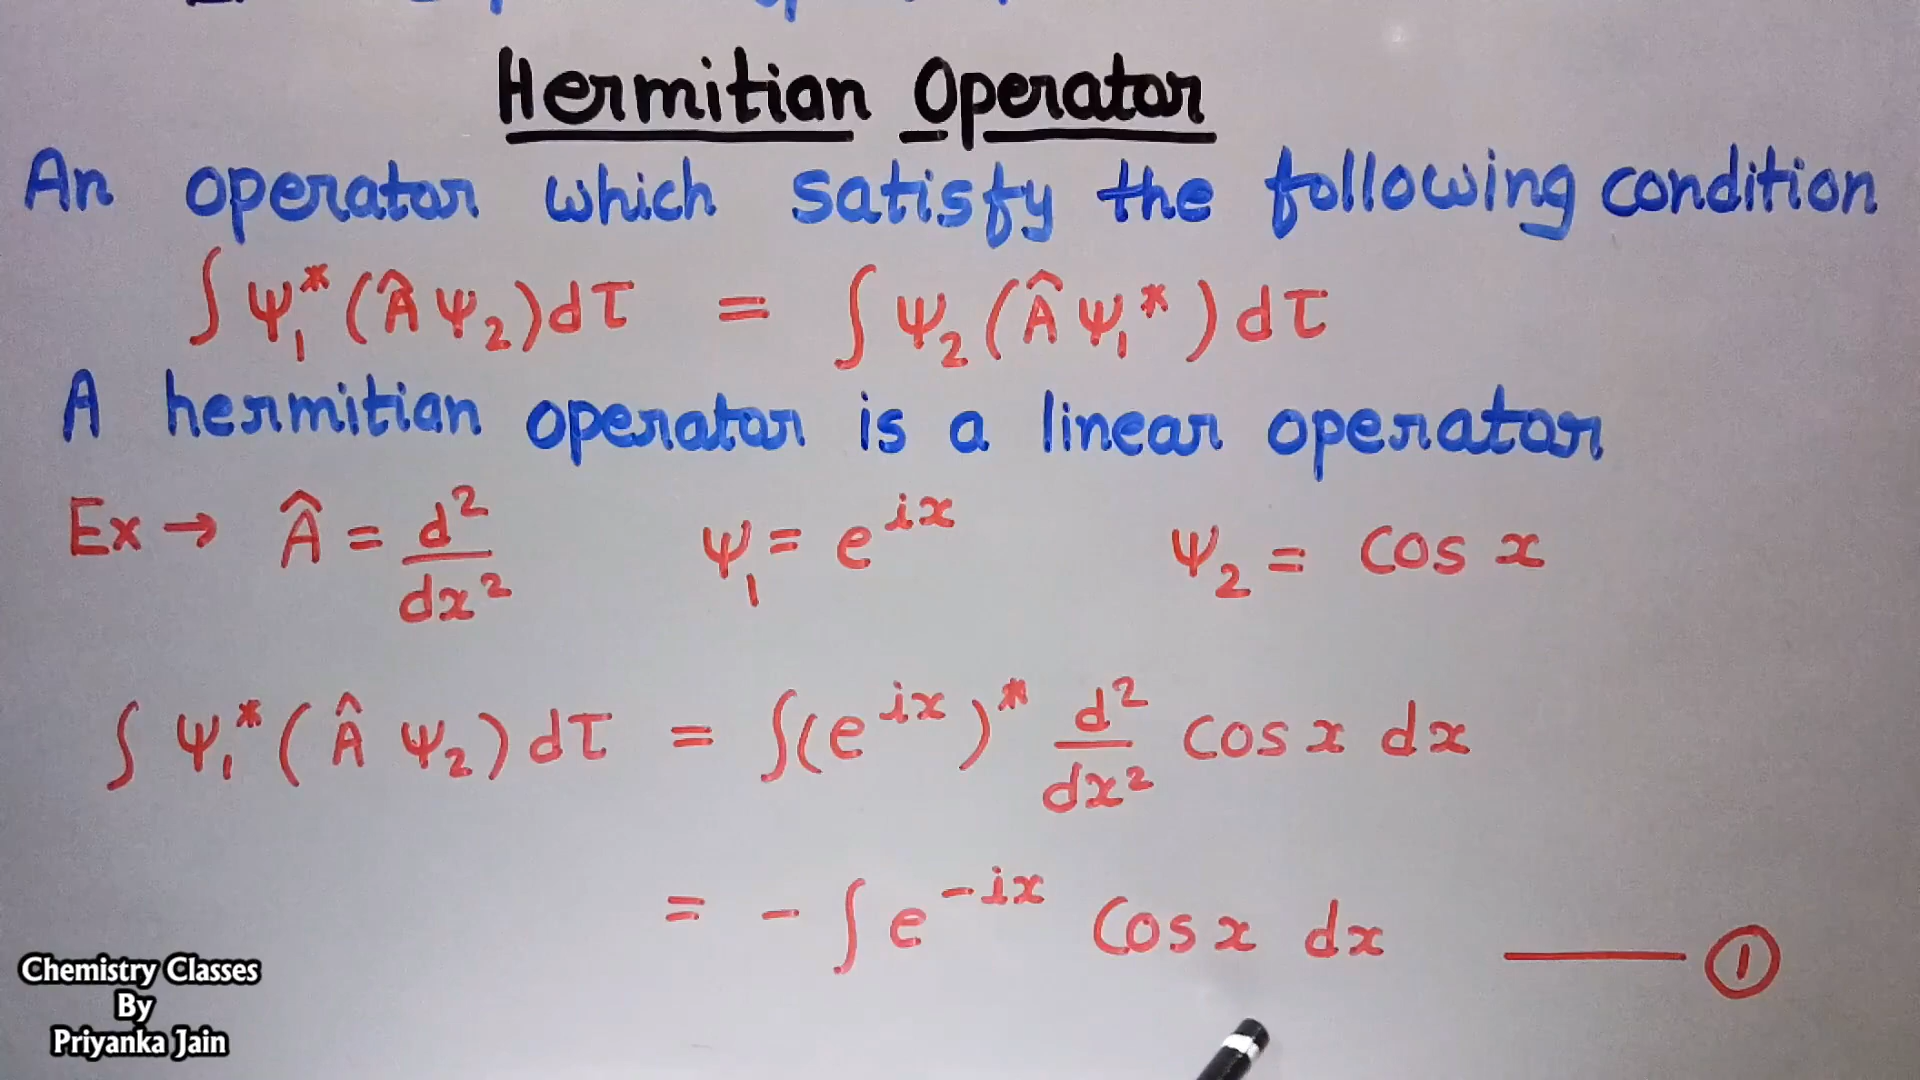 Hermitian Operator
An operator which satisfy the following condition
∫ψ₁*(Âψ₂)dτ = ∫ψ₂(Âψ₁*)dτ
A hermitian operator is a linear operator
Ex → Â = d²/dx² ψ₁ = e^{ix} ψ₂ = Cos x
∫ψ₁*(Âψ₂)dτ = ∫(e^{ix})* d²/dx² Cos x dx
= -∫e^{-ix} Cos x dx —— ①
Chemistry Classes
By
Priyanka Jain